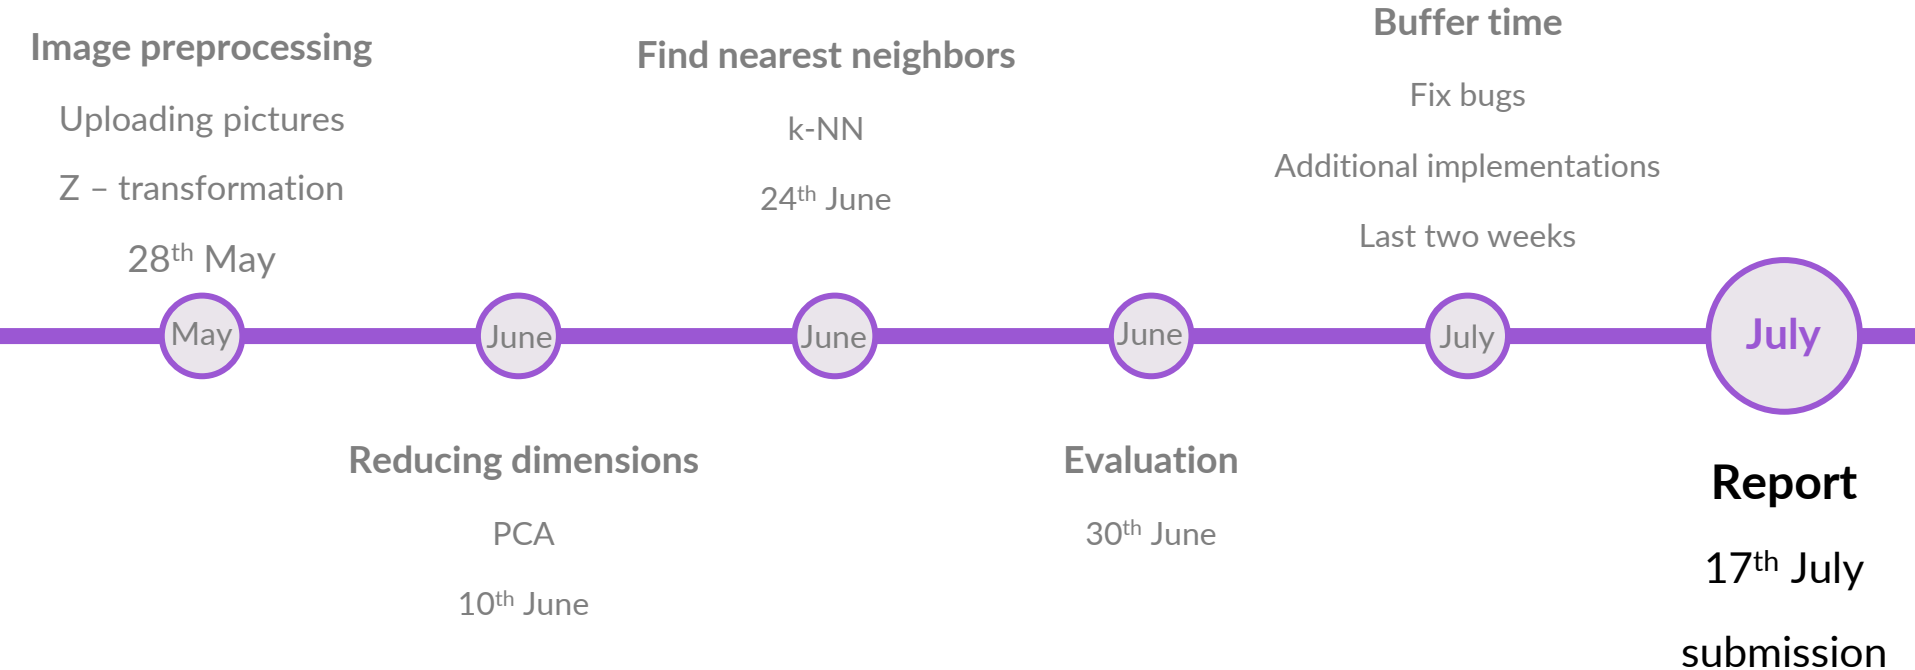 Image preprocessing
Uploading pictures
Z – transformation
28th May
May
Reducing dimensions
PCA
10th June
June
Find nearest neighbors
k-NN
24th June
June
Evaluation
30th June
June
Buffer time
Fix bugs
Additional implementations
Last two weeks
July
July
Report
17th July
submission